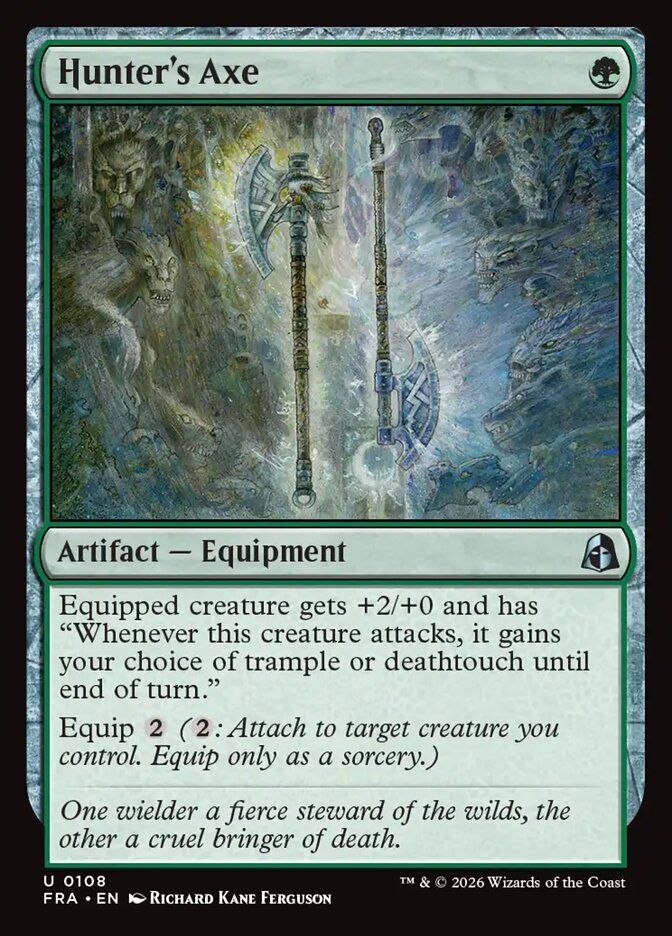 Hunter's Axe
Artifact — Equipment
Equipped creature gets +2/+0 and has
“Whenever this creature attacks, it gains
your choice of trample or deathtouch until
end of turn.”
Equip 2 (2: Attach to target creature you
control. Equip only as a sorcery.)
One wielder a fierce steward of the wilds, the
other a cruel bringer of death.
U 0108
™ & © 2026 Wizards of the Coast
FRA • EN Richard Kane Ferguson